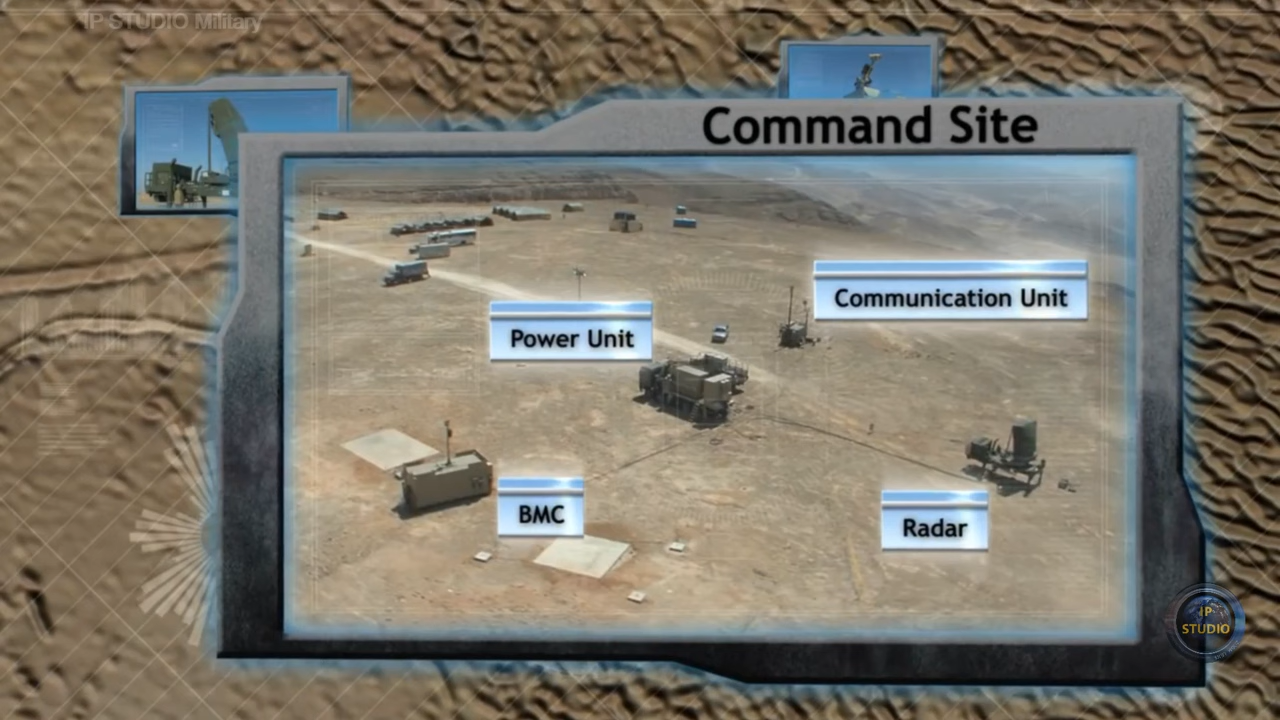 IP STUDIO Military
Command Site
Communication Unit
Power Unit
BMC
Radar
IP
STUDIO